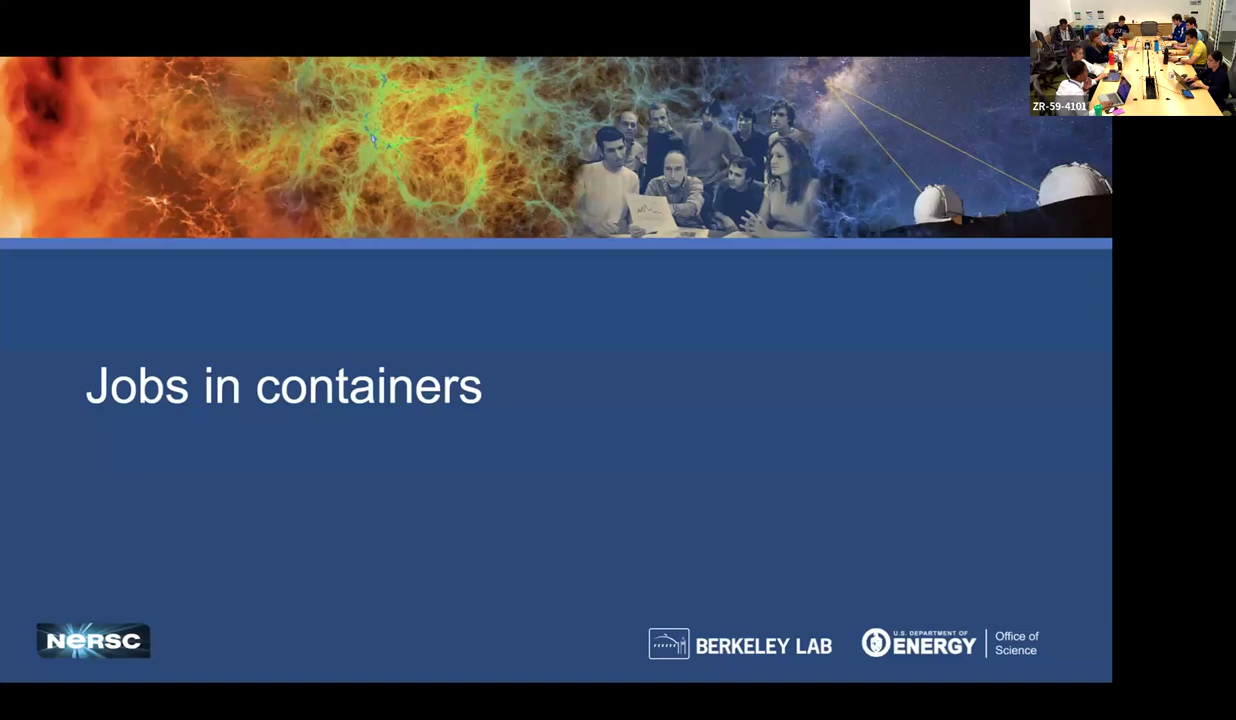 ZR-59-4101
Jobs in containers
NERSC
BERKELEY LAB
U.S. DEPARTMENT OF
ENERGY
Office of
Science